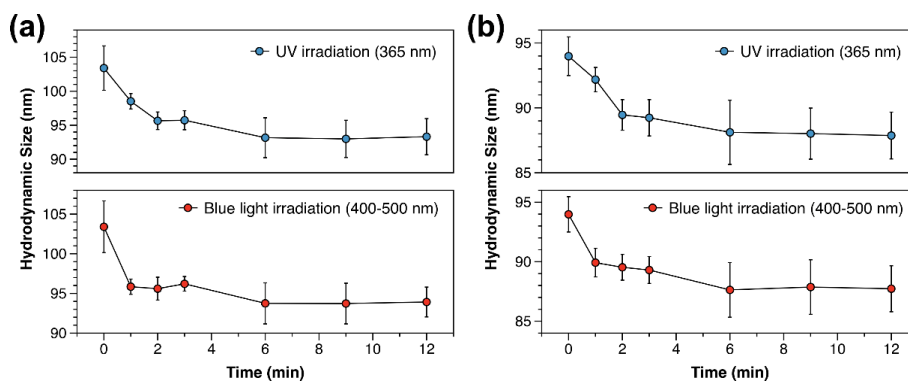 (a)
UV irradiation (365 nm)
105
100
95
90
Blue light irradiation (400-500 nm)
105
100
95
90
Hydrodynamic Size (nm)
0 2 4 6 8 10 12
Time (min)
(b)
UV irradiation (365 nm)
95
90
85
Blue light irradiation (400-500 nm)
95
90
85
Hydrodynamic Size (nm)
0 2 4 6 8 10 12
Time (min)